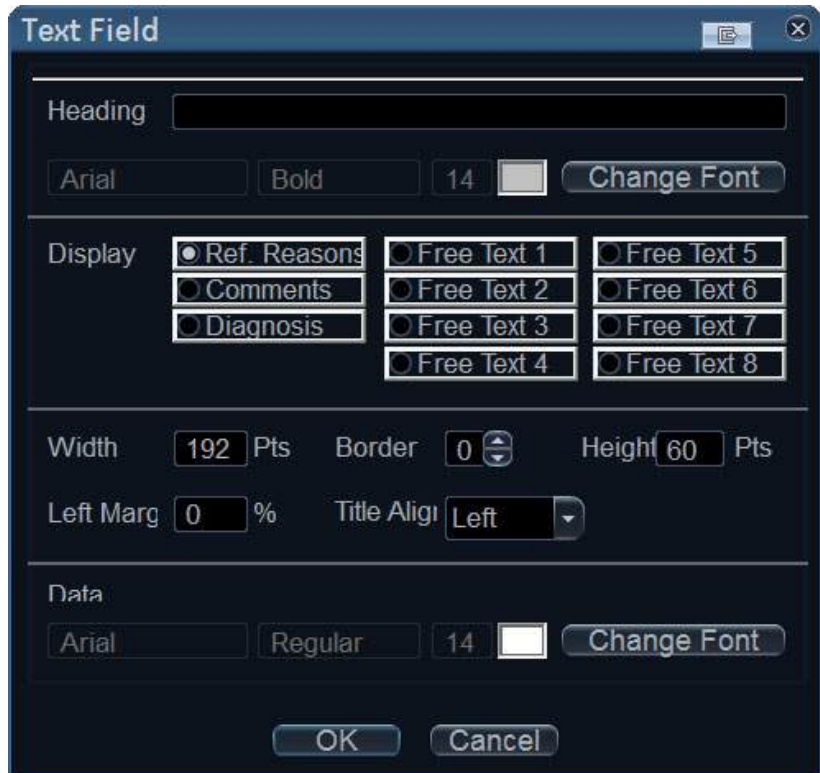 Text Field
Heading
Arial Bold 14 Change Font
Display Ref. Reasons Free Text 1 Free Text 5
Comments Free Text 2 Free Text 6
Diagnosis Free Text 3 Free Text 7
Free Text 4 Free Text 8
Width 192 Pts Border 0 Height 60 Pts
Left Marg 0 % Title Aligr Left
Data
Arial Regular 14 Change Font
OK Cancel